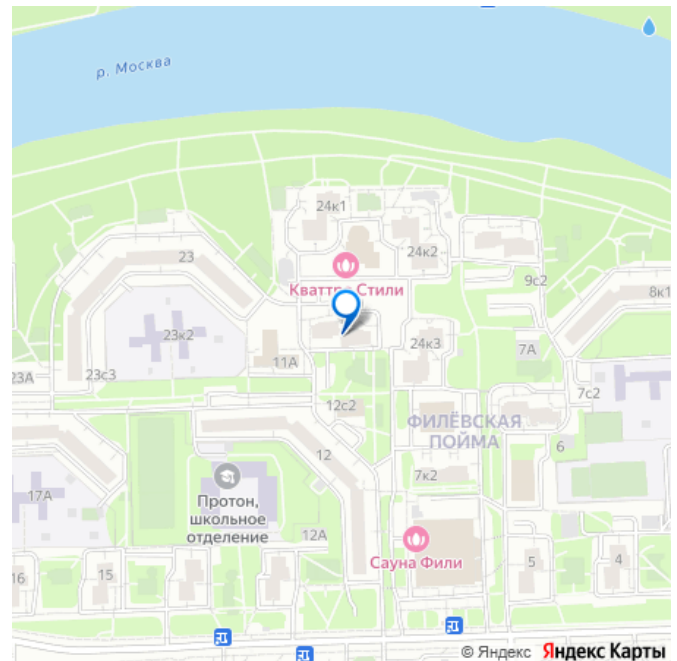 р. Москва
24к1
23
24к2
Кваттро Стили
9с2
8к1
23к2
24к3
11А
7А
23А
23с3
7с2
12с2
ФИЛЁВСКАЯ
ПОЙМА
12
6
7к2
17А
Протон,
школьное
отделение
12А
Сауна Фили
16
15
5
4
© Яндекс Яндекс Карты